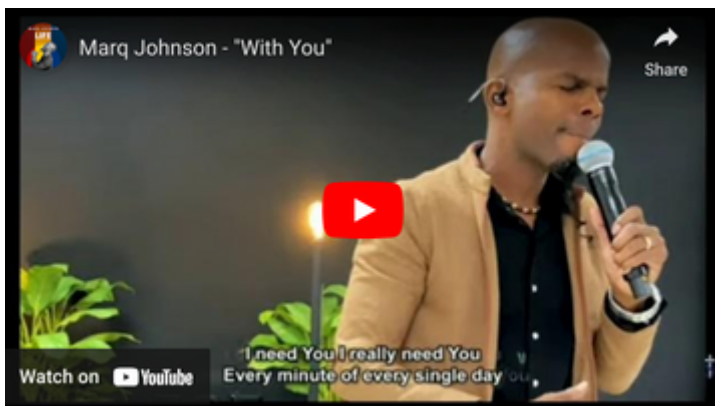 LIFE
Marq Johnson - "With You"
Share
I need You I really need You
Every minute of every single day
Watch on YouTube